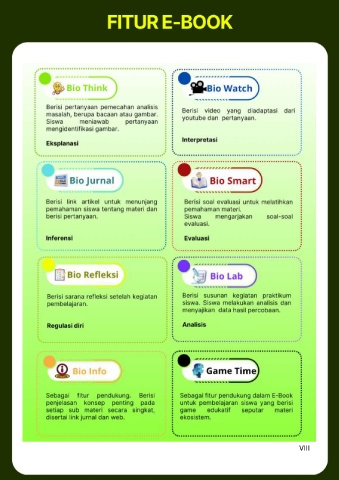 FITUR E-BOOK
Bio Think
Berisi pertanyaan pemecahan analisis
masalah, berupa bacaan atau gambar.
Siswa menjawab pertanyaan
mengidentifikasi gambar.
Eksplanasi
Bio Watch
Berisi video yang diadaptasi dari
youtube dan pertanyaan.
Interpretasi
Bio Jurnal
Berisi link artikel untuk menunjang
pemahaman siswa tentang materi dan
berisi pertanyaan.
Inferensi
Bio Smart
Berisi soal evaluasi untuk melatihkan
pemahaman materi.
Siswa mengarjakan soal-soal
evaluasi.
Evaluasi
Bio Refleksi
Berisi sarana refleksi setelah kegiatan
pembelajaran.
Regulasi diri
Bio Lab
Berisi susunan kegiatan praktikum
siswa. Siswa melakukan analisis dan
menyajikan data hasil percobaan.
Analisis
Bio Info
Sebagai fitur pendukung. Berisi
penjelasan konsep penting pada
setiap sub materi secara singkat,
disertai link jurnal dan web.
Game Time
Sebagai fitur pendukung dalam E-Book
untuk pembelajaran siswa yang berisi
game edukatif seputar materi
ekosistem.
VIII